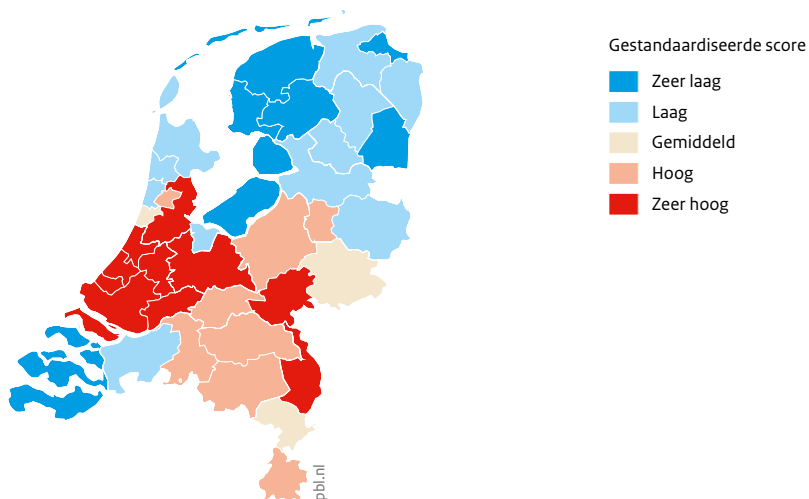 Gestandaardiseerde score
Zeer laag
Laag
Gemiddeld
Hoog
Zeer hoog
pbl.nl